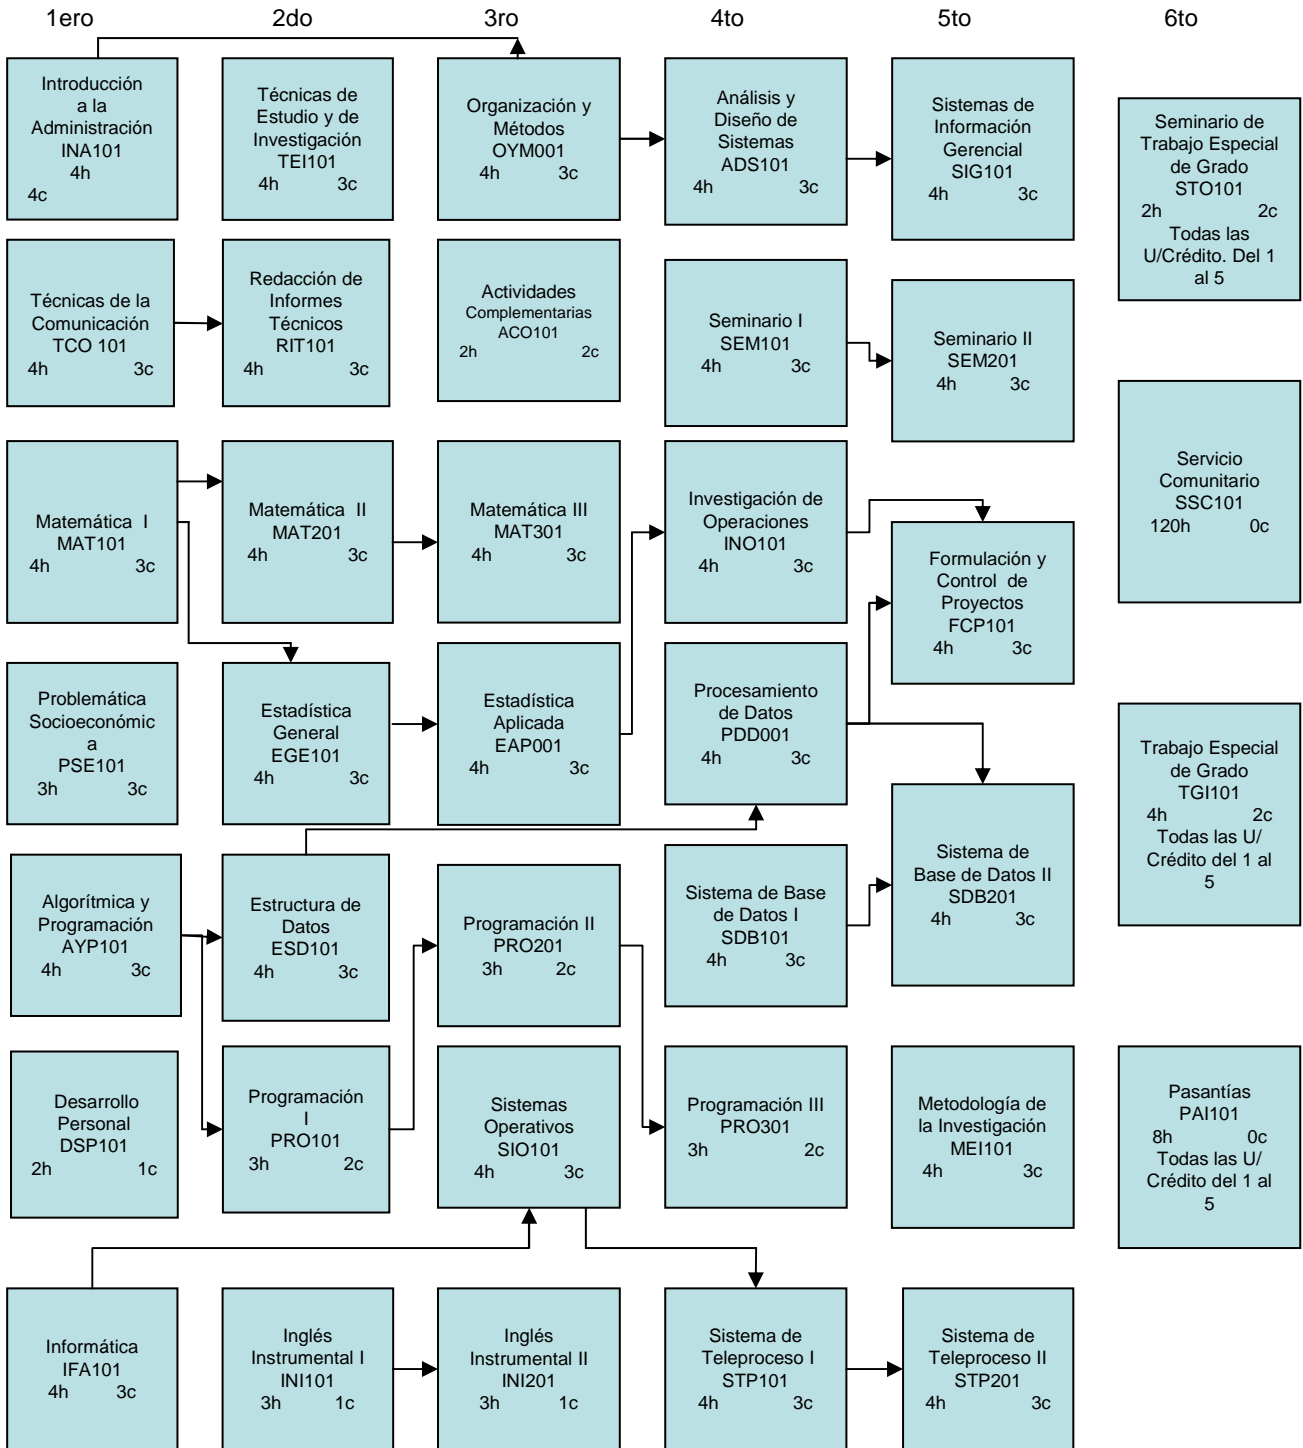 1ero 2do 3ro 4to 5to 6to
Introducción
a la
Administración
INA101
4h
4c
Técnicas de
Estudio y de
Investigación
TEI101
4h 3c
Organización y
Métodos
OYM001
4h 3c
Análisis y
Diseño de
Sistemas
ADS101
4h 3c
Sistemas de
Información
Gerencial
SIG101
4h 3c
Seminario de
Trabajo Especial
de Grado
STO101
2h 2c
Todas las
U/Crédito. Del 1
al 5
Técnicas de la
Comunicación
TCO 101
4h 3c
Redacción de
Informes
Técnicos
RIT101
4h 3c
Actividades
Complementarias
ACO101
2h 2c
Seminario I
SEM101
4h 3c
Seminario II
SEM201
4h 3c
Servicio
Comunitario
SSC101
120h 0c
Matemática I
MAT101
4h 3c
Matemática II
MAT201
4h 3c
Matemática III
MAT301
4h 3c
Investigación de
Operaciones
INO101
4h 3c
Formulación y
Control de
Proyectos
FCP101
4h 3c
Problemática
Socioeconómic
a
PSE101
3h 3c
Estadística
General
EGE101
4h 3c
Estadística
Aplicada
EAP001
4h 3c
Procesamiento
de Datos
PDD001
4h 3c
Trabajo Especial
de Grado
TGI101
4h 2c
Todas las U/
Crédito del 1 al
5
Algorítmica y
Programación
AYP101
4h 3c
Estructura de
Datos
ESD101
4h 3c
Programación II
PRO201
3h 2c
Sistema de Base
de Datos I
SDB101
4h 3c
Sistema de
Base de Datos II
SDB201
4h 3c
Desarrollo
Personal
DSP101
2h 1c
Programación
I
PRO101
3h 2c
Sistemas
Operativos
SIO101
4h 3c
Programación III
PRO301
3h 2c
Metodología de
la Investigación
MEI101
4h 3c
Pasantías
PAI101
8h 0c
Todas las U/
Crédito del 1 al
5
Informática
IFA101
4h 3c
Inglés
Instrumental I
INI101
3h 1c
Inglés
Instrumental II
INI201
3h 1c
Sistema de
Teleproceso I
STP101
4h 3c
Sistema de
Teleproceso II
STP201
4h 3c